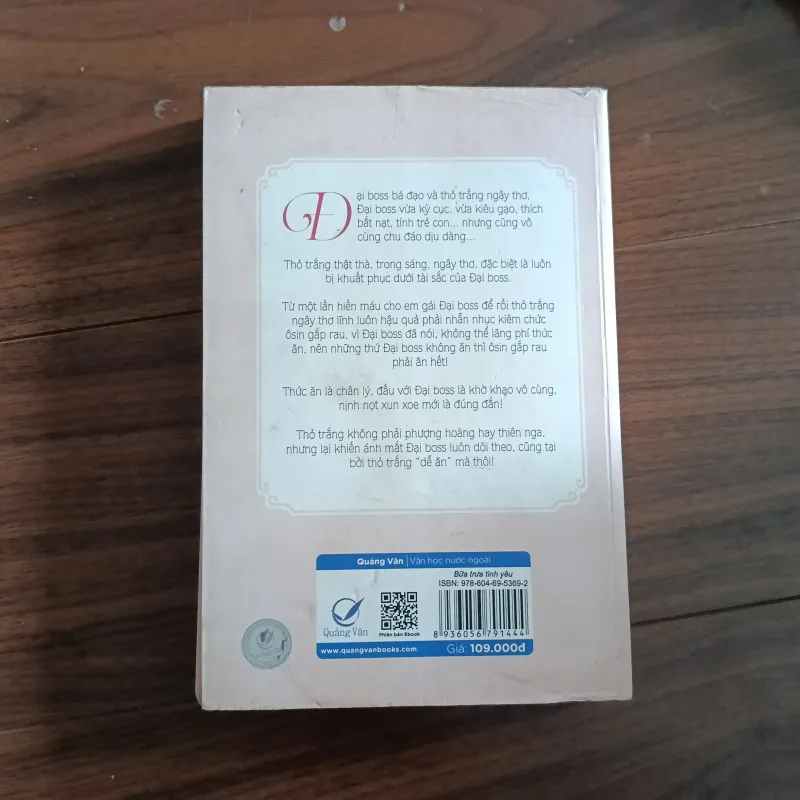 Đại boss bá đạo và thỏ trắng ngây thơ,
Đại boss vừa kỳ cục, vừa kiêu gạo, thích
bắt nạt, tính trẻ con... nhưng cũng vô
cùng chu đáo dịu dàng...
Thỏ trắng thật thà, trong sáng, ngây thơ, đặc biệt là luôn
bị khuất phục dưới tài sắc của Đại boss.
Từ một lần hiến máu cho em gái Đại boss để rồi thỏ trắng
ngây thơ lĩnh luôn hậu quả phải nhẫn nhục kiêm chức
ôsin gắp rau, vì Đại boss đã nói, không thể lãng phí thức
ăn, nên những thứ Đại boss không ăn thì ôsin gắp rau
phải ăn hết!
Thức ăn là chân lý, đấu với Đại boss là khờ khạo vô cùng,
nịnh nọt xun xoe mới là đúng đắn!
Thỏ trắng không phải phượng hoàng hay thiên nga,
nhưng lại khiến ánh mắt Đại boss luôn dõi theo, cũng tại
bởi thỏ trắng "dễ ăn" mà thôi!
Quảng Văn | Văn học nước ngoài
Bữa trưa tình yêu
ISBN: 978-604-69-5369-2
Quảng Văn
Phiên bản Ebook
8 936056 791444
www.quangvanbooks.com
Giá: 109.000đ